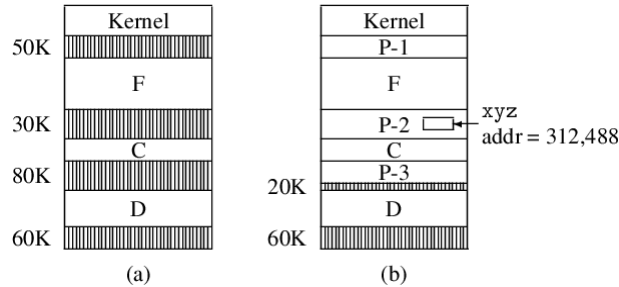 Kernel
50K
F
30K
C
80K
D
60K
(a)
Kernel
P-1
F
P-2
xyz
addr = 312,488
C
P-3
20K
D
60K
(b)